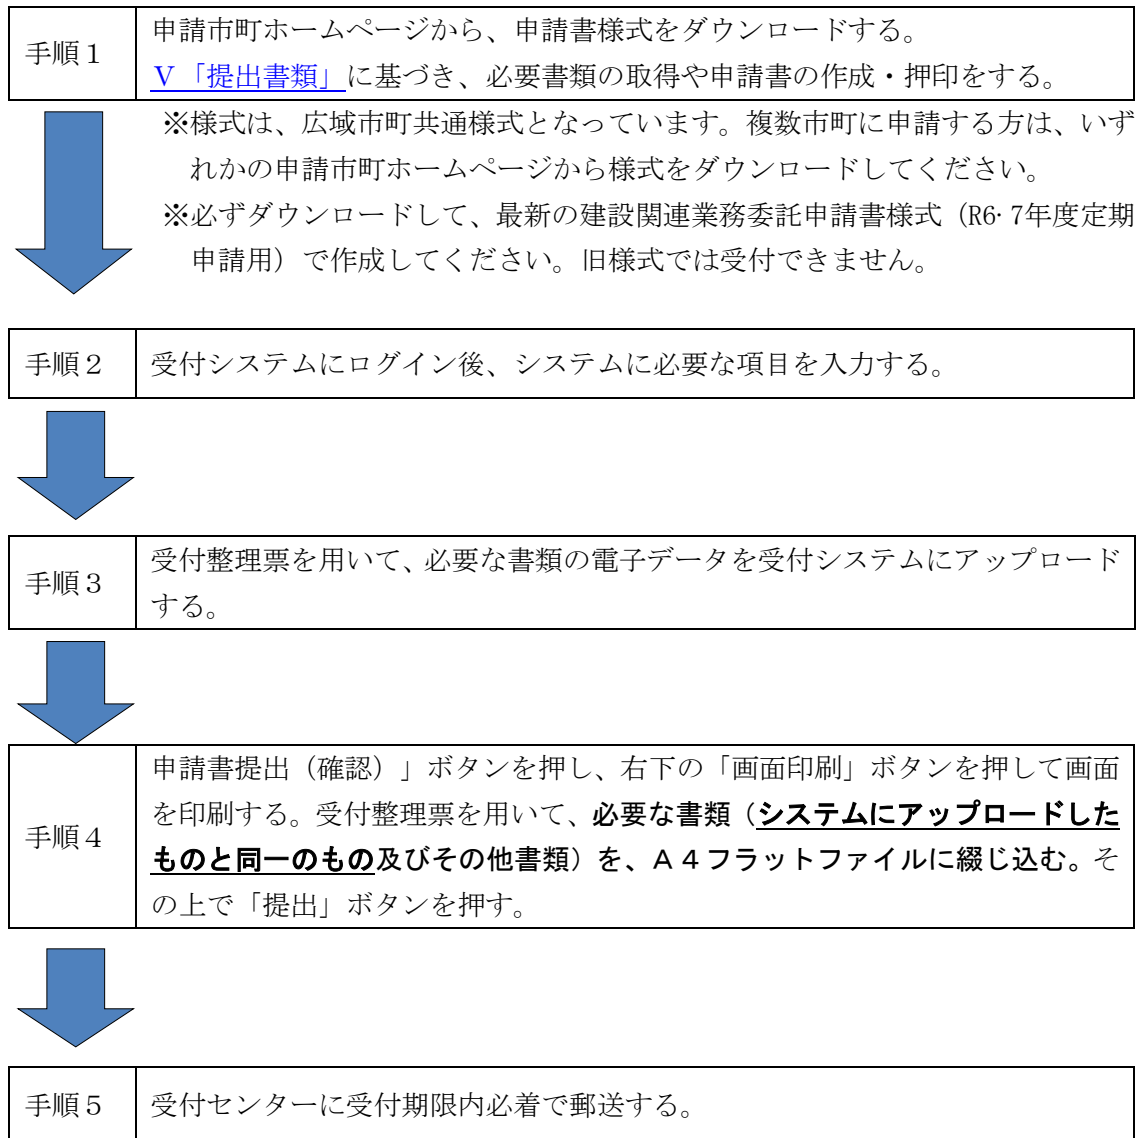 手順１
申請市町ホームページから、申請書様式をダウンロードする。
Ⅴ「提出書類」に基づき、必要書類の取得や申請書の作成・押印をする。
※様式は、広域市町共通様式となっています。複数市町に申請する方は、いず
れかの申請市町ホームページから様式をダウンロードしてください。
※必ずダウンロードして、最新の建設関連業務委託申請書様式（R6･7年度定期
申請用）で作成してください。旧様式では受付できません。
手順２
受付システムにログイン後、システムに必要な項目を入力する。
手順３
受付整理票を用いて、必要な書類の電子データを受付システムにアップロード
する。
手順４
申請書提出（確認）」ボタンを押し、右下の「画面印刷」ボタンを押して画面
を印刷する。受付整理票を用いて、必要な書類（システムにアップロードした
ものと同一のもの及びその他書類）を、Ａ４フラットファイルに綴じ込む。そ
の上で「提出」ボタンを押す。
手順５
受付センターに受付期限内必着で郵送する。